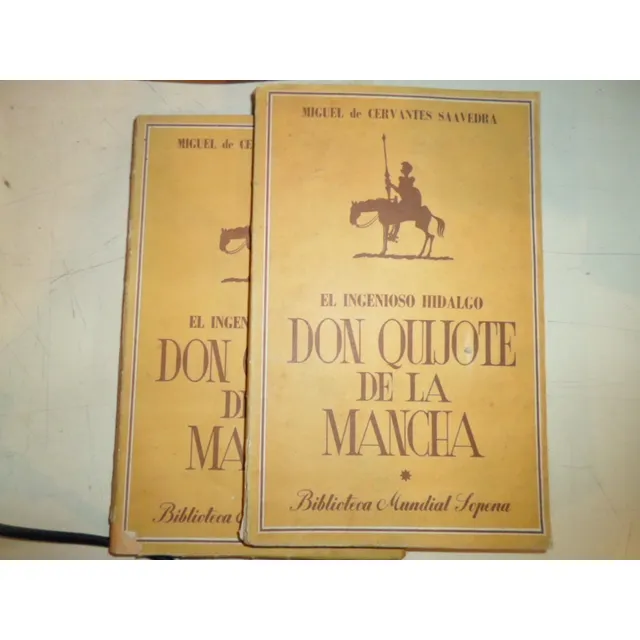 MIGUEL de CERVANTES SAAVEDRA
EL INGENIOSO HIDALGO
DON QUIJOTE
DE LA
MANCHA
*
Biblioteca Mundial Sopena
MIGUEL de CE
EL INGEN
DON
DE
MA
Biblioteca